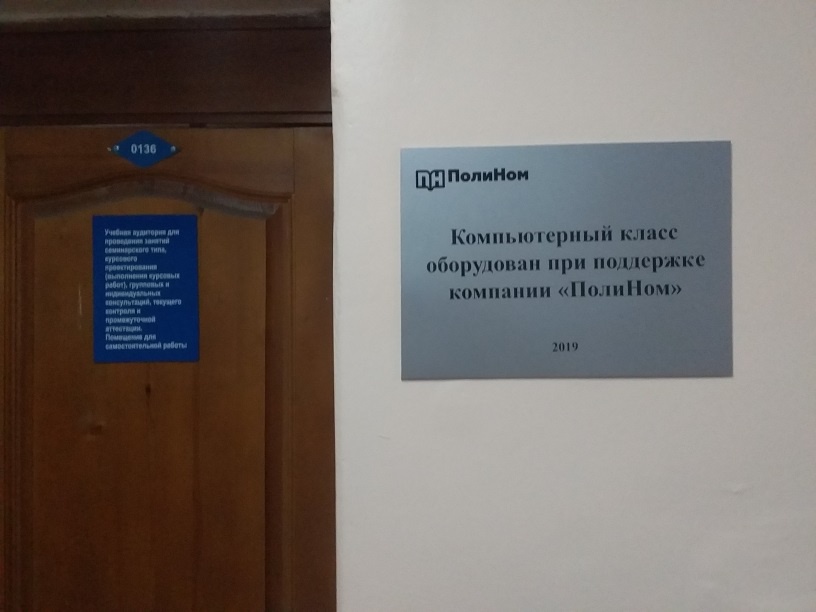 0136
Учебная аудитория для
проведения занятий
семинарского типа,
курсового
проектирования
(выполнения курсовых
работ), групповых и
индивидуальных
консультаций, текущего
контроля и
промежуточной
аттестации.
Помещение для
самостоятельной работы
ПН ПолиНом
Компьютерный класс
оборудован при поддержке
компании «ПолиНом»
2019